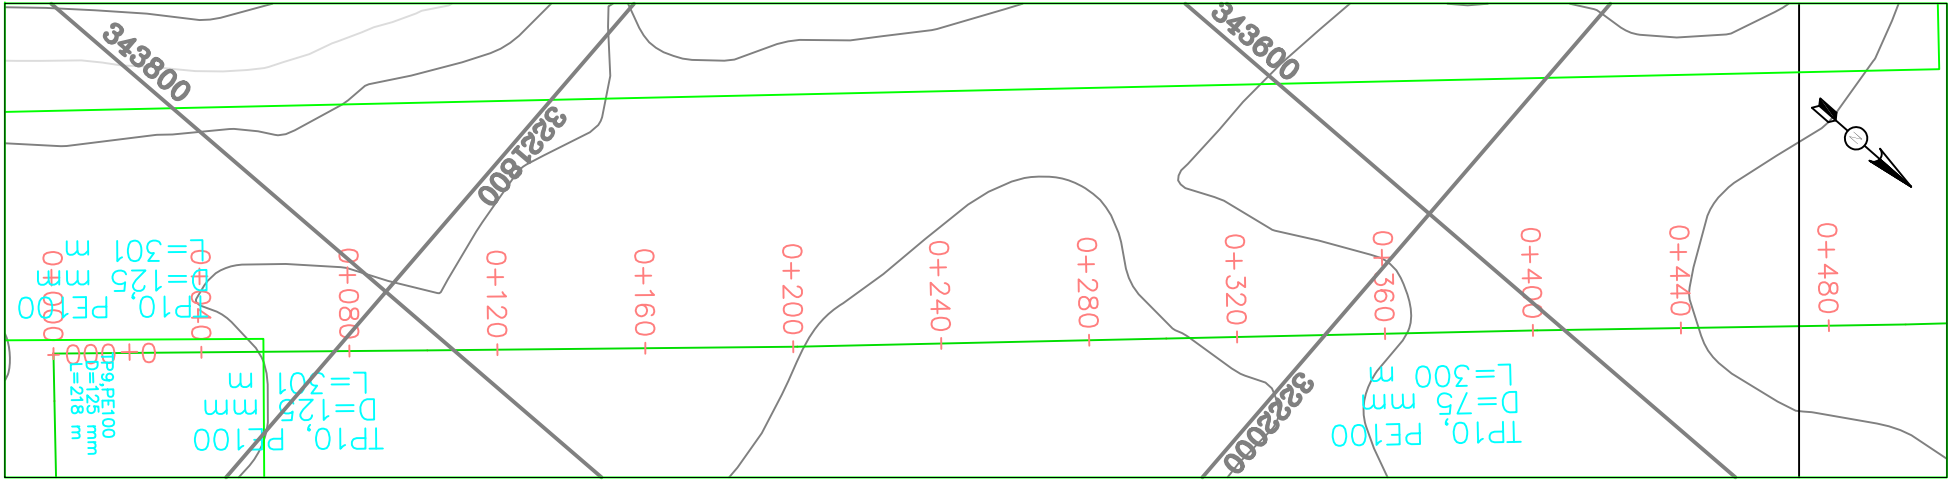 343800
3221800
343600
3222000
L=301 m
D=125 mm
TP10, PE100
0+000
0+040
0+080
0+120
0+160
0+200
0+240
0+280
0+320
0+360
0+400
0+440
0+480
0+000
TP9,PE100
D=125 mm
L=218 m
TP10, PE100
D=125 mm
L=301 m
TP10, PE100
D=75 mm
L=300 m
N